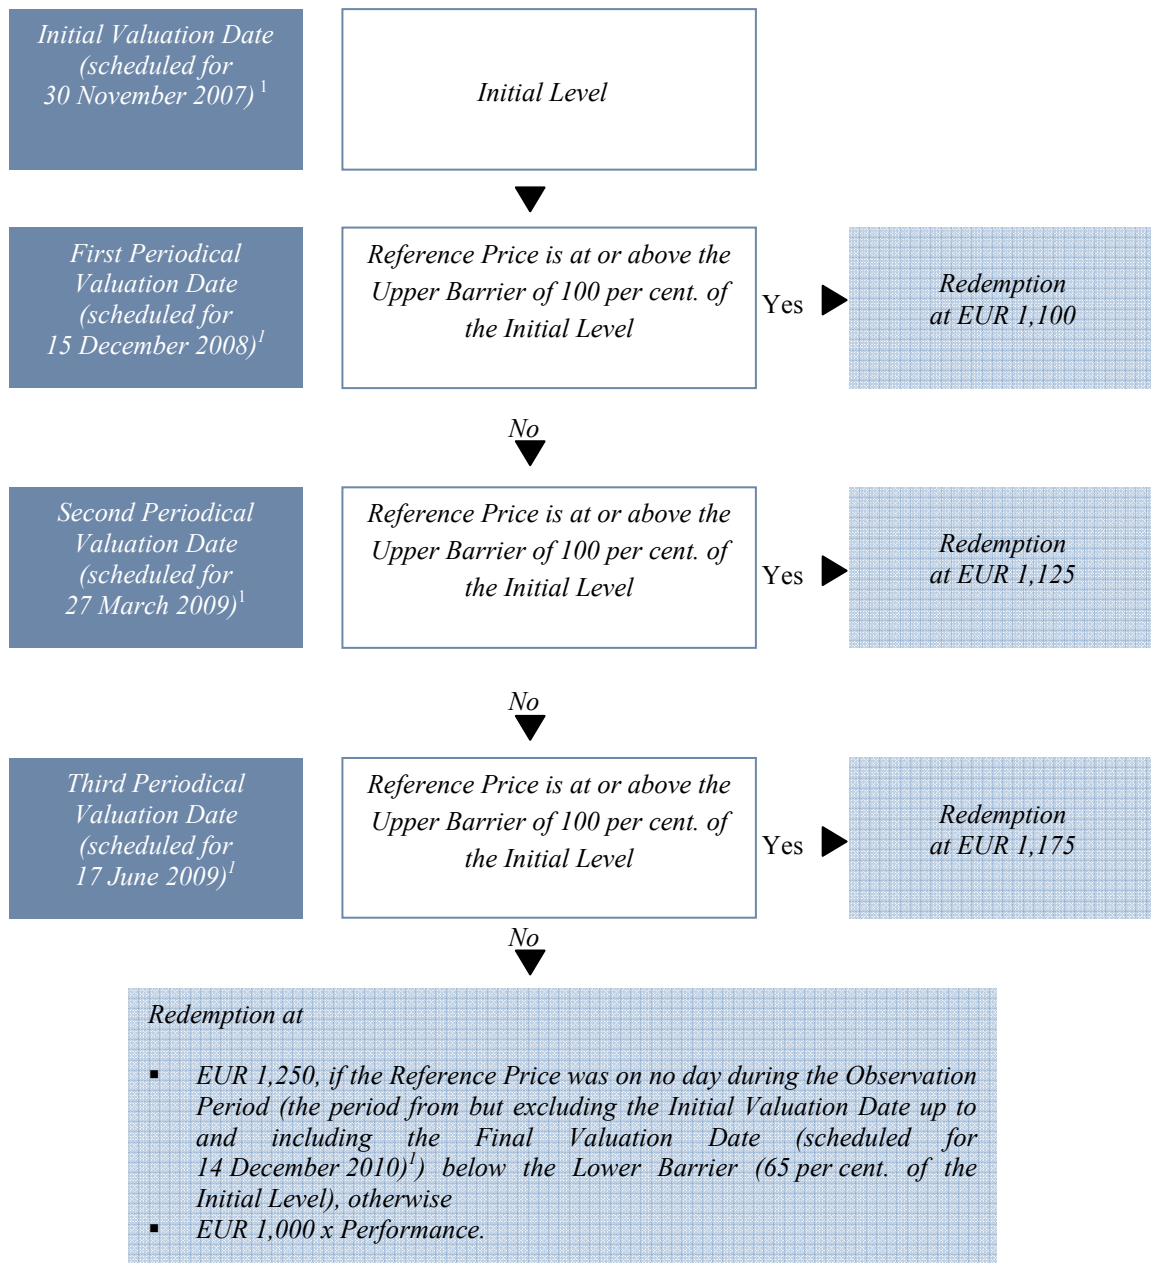 Initial Valuation Date
(scheduled for
30 November 2007) 1
Initial Level
First Periodical
Valuation Date
(scheduled for
15 December 2008)1
Reference Price is at or above the
Upper Barrier of 100 per cent. of
the Initial Level
Yes
Redemption
at EUR 1,100
No
Second Periodical
Valuation Date
(scheduled for
27 March 2009)1
Reference Price is at or above the
Upper Barrier of 100 per cent. of
the Initial Level
Yes
Redemption
at EUR 1,125
No
Third Periodical
Valuation Date
(scheduled for
17 June 2009)1
Reference Price is at or above the
Upper Barrier of 100 per cent. of
the Initial Level
Yes
Redemption
at EUR 1,175
No
Redemption at
▪ EUR 1,250, if the Reference Price was on no day during the Observation
Period (the period from but excluding the Initial Valuation Date up to
and including the Final Valuation Date (scheduled for
14 December 2010)1) below the Lower Barrier (65 per cent. of the
Initial Level), otherwise
▪ EUR 1,000 x Performance.